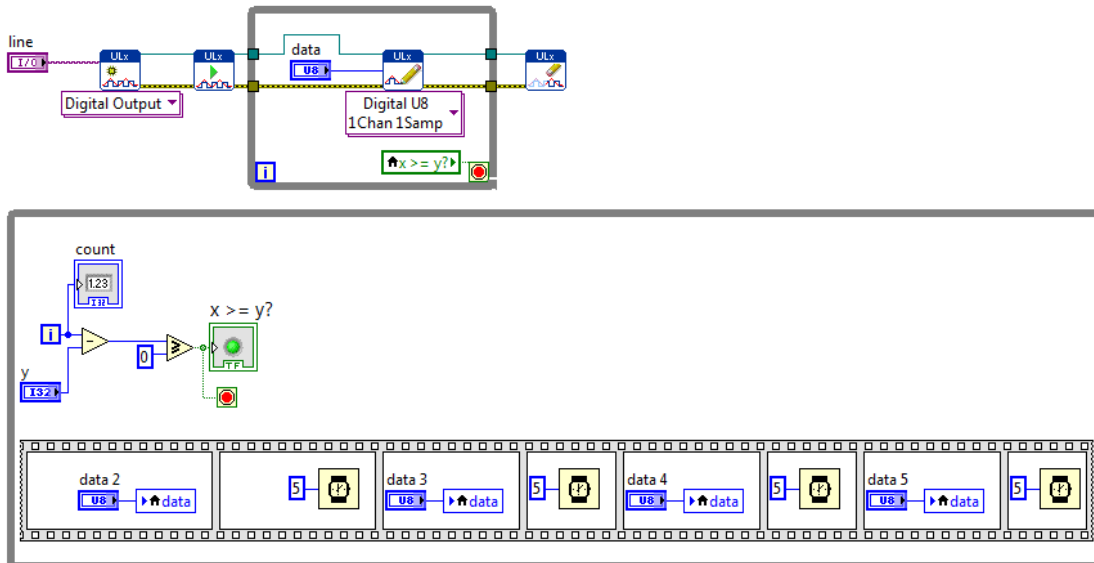 line
I/O
ULx
ULx
Digital Output
data
U8
ULx
Digital U8
1Chan 1Samp
x >= y?
i
ULx
count
1.23
I32
i
-
0
≥
x >= y?
TF
y
I32
data 2
U8
data
5
data 3
U8
data
5
data 4
U8
data
5
data 5
U8
data
5